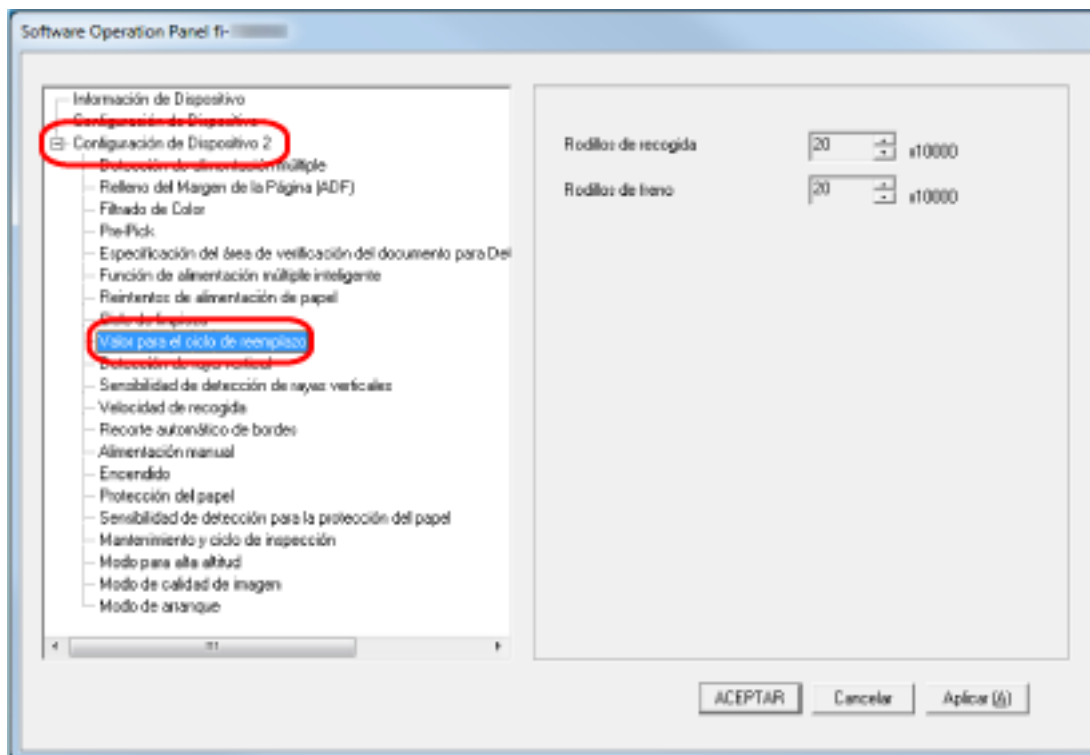 Software Operation Panel fi-
Información de Dispositivo
Configuración de Dispositivo
Configuración de Dispositivo 2
Detección de alimentación múltiple
Relleno del Margen de la Página (ADF)
Filtrado de Color
Pre-Pick
Especificación del área de verificación del documento para Det
Función de alimentación múltiple inteligente
Reintentos de alimentación de papel
Ciclo de limpieza
Valor para el ciclo de reemplazo
Detección de raya vertical
Sensibilidad de detección de rayas verticales
Velocidad de recogida
Recorte automático de bordes
Alimentación manual
Encendido
Protección del papel
Sensibilidad de detección para la protección del papel
Mantenimiento y ciclo de inspección
Modo para alta altitud
Modo de calidad de imagen
Modo de arranque
Rodillos de recogida 20 x10000
Rodillos de freno 20 x10000
ACEPTAR Cancelar Aplicar (A)